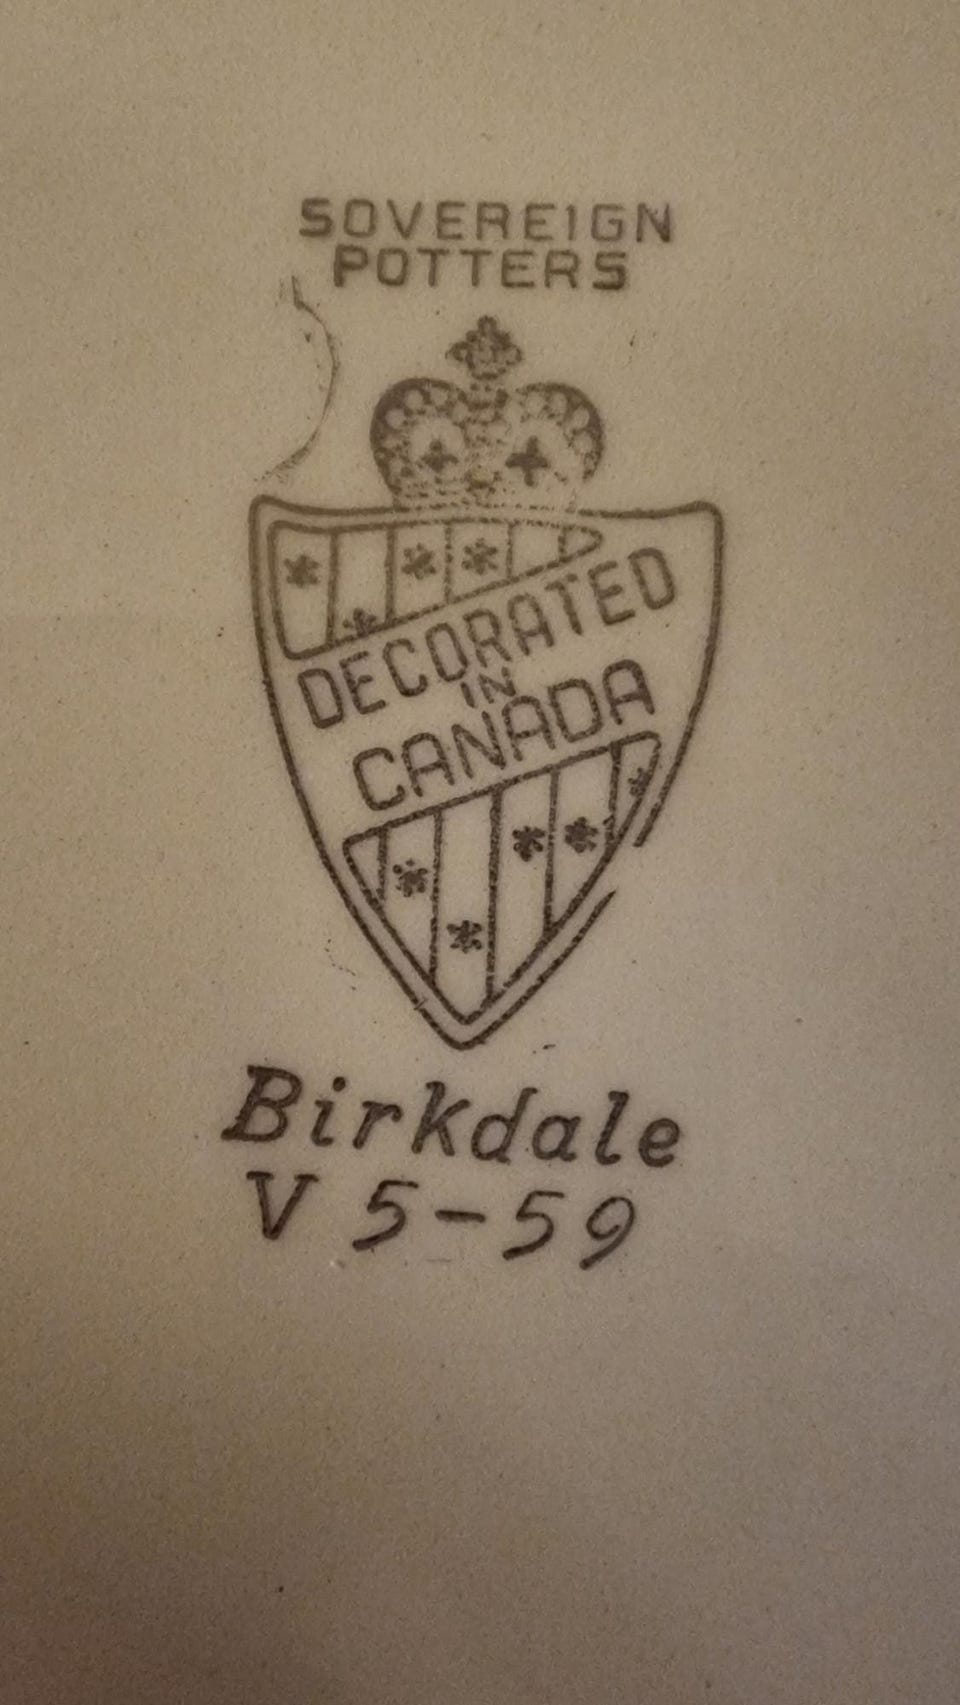 SOVEREIGN
POTTERS
DECORATED
IN
CANADA
Birkdale
V 5-59